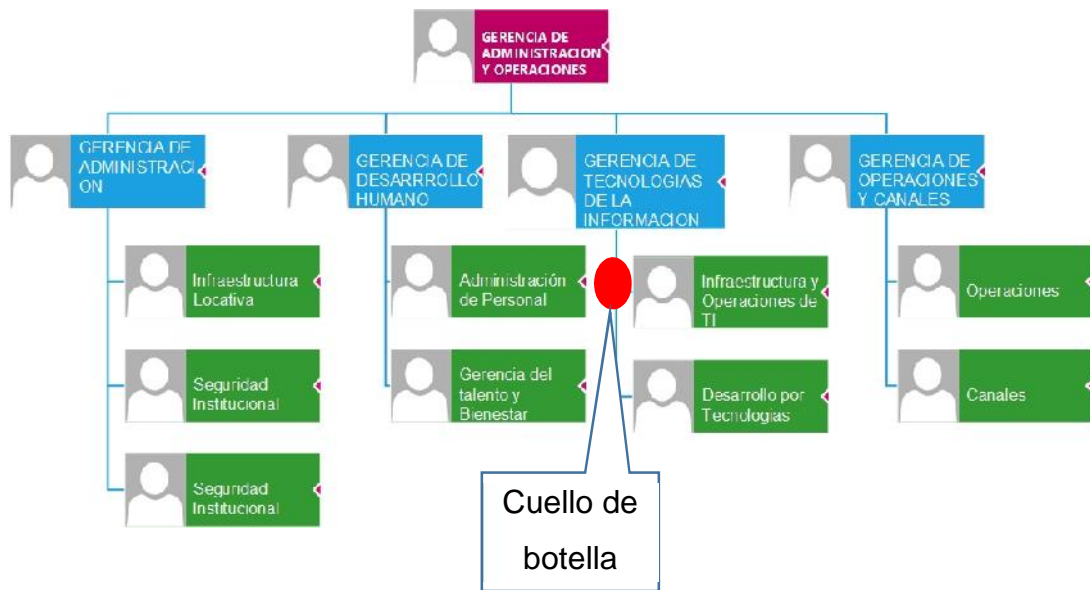 GERENCIA DE
ADMINISTRACION
Y OPERACIONES
GERENCIA DE
ADMINISTRACI
ON
GERENCIA DE
DESARRROLLO
HUMANO
GERENCIA DE
TECNOLOGIAS
DE LA
INFORMACION
GERENCIA DE
OPERACIONES
Y CANALES
Infraestructura
Locativa
Seguridad
Institucional
Seguridad
Institucional
Administración
de Personal
Gerencia del
talento y
Bienestar
Infraestructura y
Operaciones de
TI
Desarrollo por
Tecnologias
Operaciones
Canales
Cuello de
botella